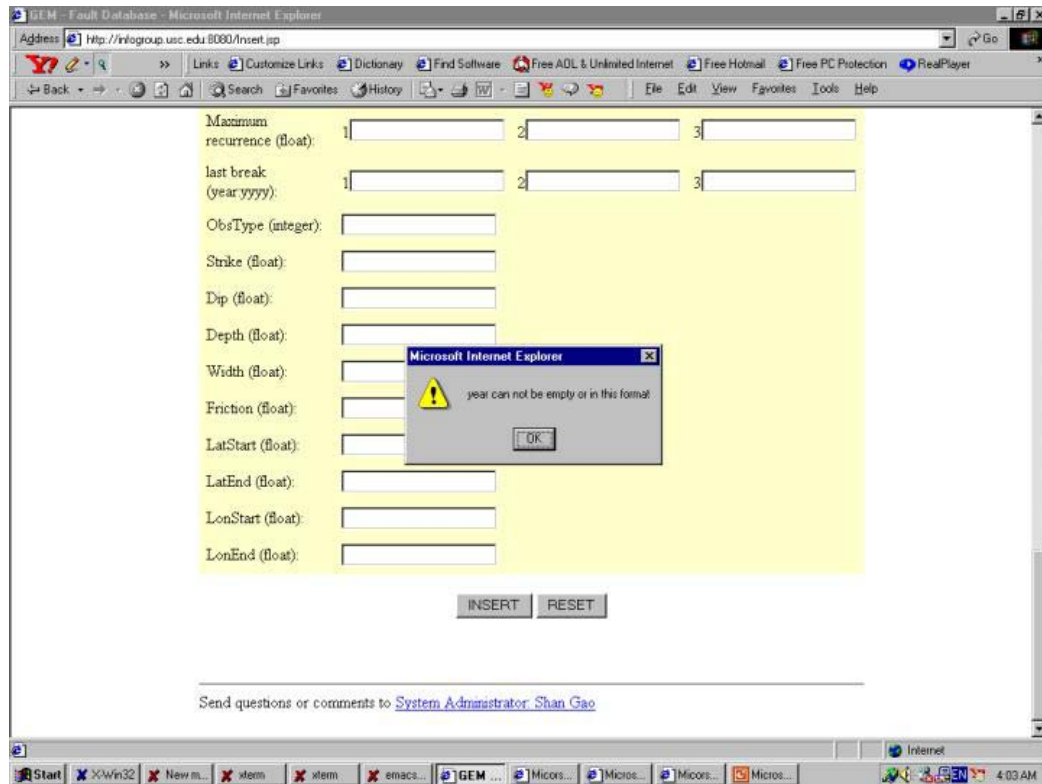 GEM - Fault Database - Microsoft Internet Explorer
Address http://infogroup.usc.edu:8080/Insert.jsp Go
Y! » Links Customize Links Dictionary Find Software Free AOL & Unlimited Internet Free Hotmail Free PC Protection RealPlayer »
Back Search Favorites History File Edit View Favorites Tools Help
Maximum
recurrence (float): 1 2 3
last break
(year:yyyy): 1 2 3
ObsType (integer):
Strike (float):
Dip (float):
Depth (float):
Microsoft Internet Explorer
Width (float):
year can not be empty or in this format
Friction (float):
OK
LatStart (float):
LatEnd (float):
LonStart (float):
LonEnd (float):
INSERT RESET
Send questions or comments to System Administrator: Shan Gao
Internet
Start X-Win32 New m... xterm xterm emacs... GEM ... Micors... Micros... Micors... Micros... EN 4:03 AM